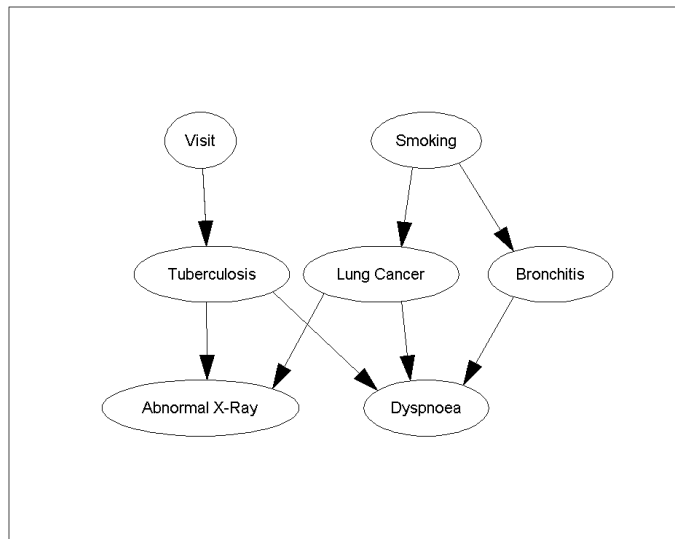 Visit
Smoking
Tuberculosis
Lung Cancer
Bronchitis
Abnormal X-Ray
Dyspnoea